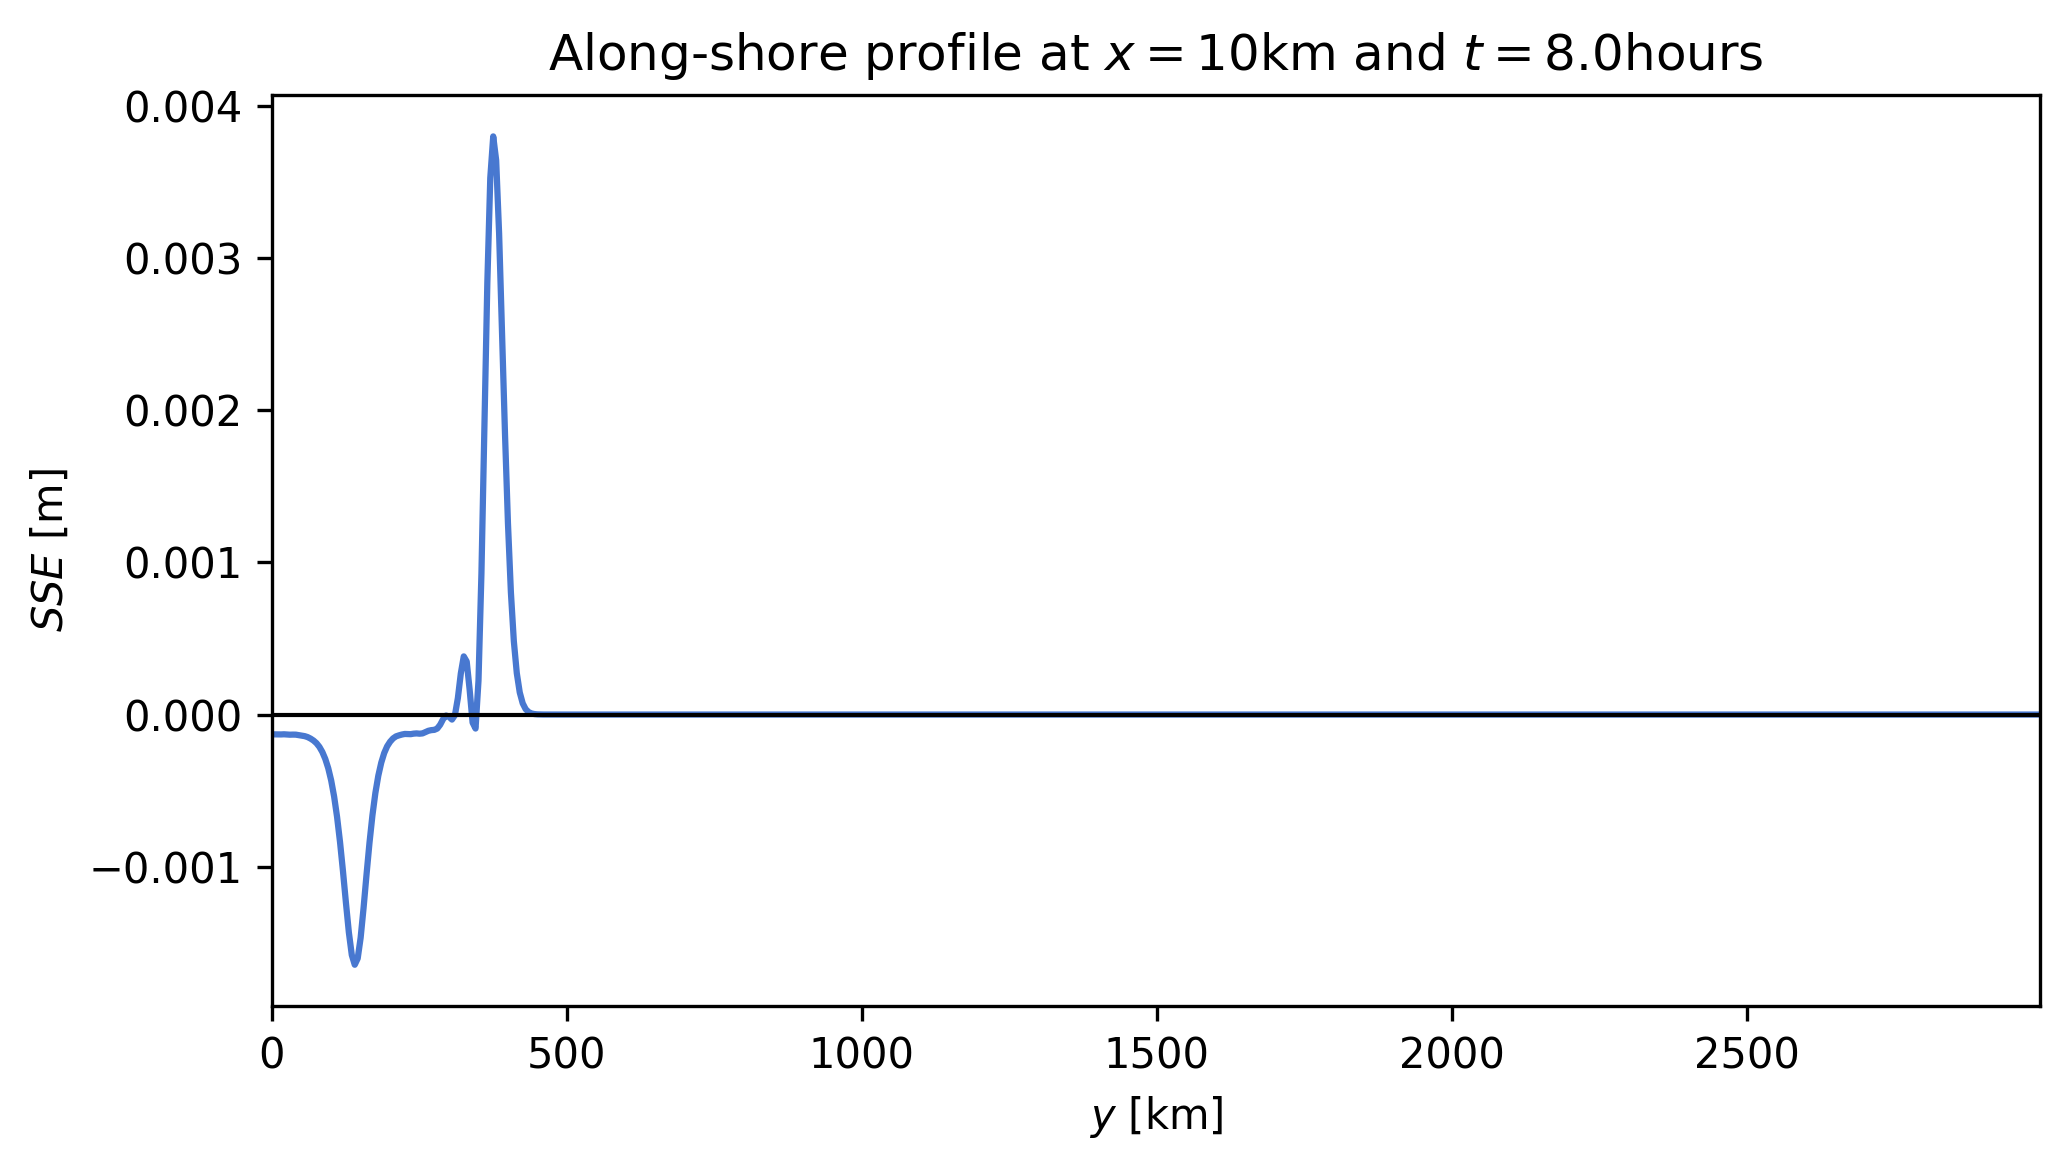 Along-shore profile at x = 10km and t = 8.0hours
SSE [m]
0.004
0.003
0.002
0.001
0.000
−0.001
0 500 1000 1500 2000 2500
y [km]